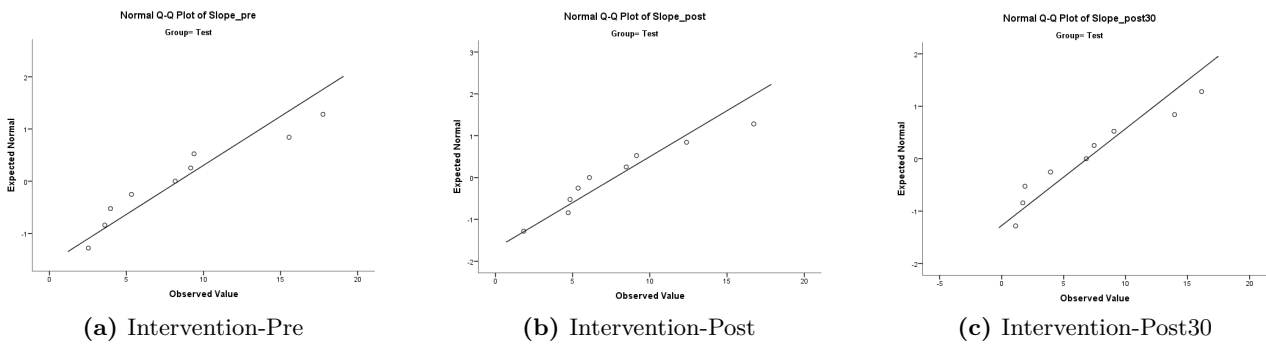 Normal Q-Q Plot of Slope_pre
Group= Test
Expected Normal
2
1
0
-1
0
5
10
15
20
Observed Value
(a) Intervention-Pre
Normal Q-Q Plot of Slope_post
Group= Test
Expected Normal
3
2
1
0
-1
-2
0
5
10
15
20
Observed Value
(b) Intervention-Post
Normal Q-Q Plot of Slope_post30
Group= Test
Expected Normal
2
1
0
-1
-2
-5
0
5
10
15
20
Observed Value
(c) Intervention-Post30